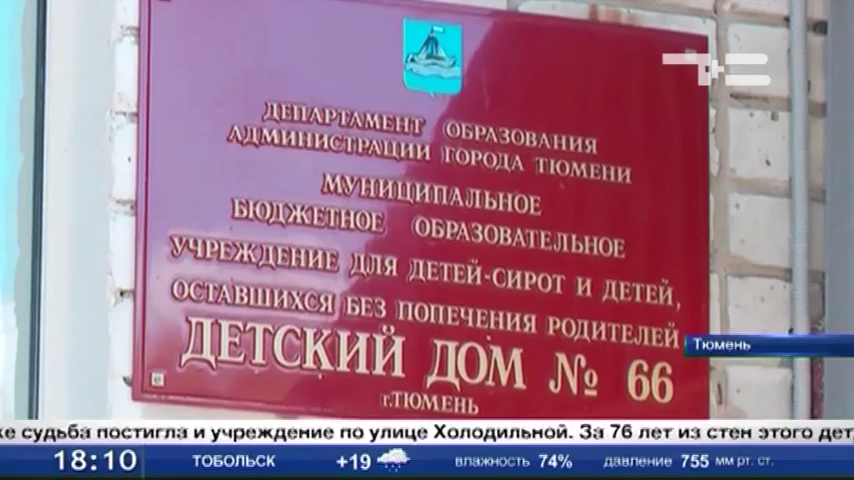 Т+В
ДЕПАРТАМЕНТ ОБРАЗОВАНИЯ
АДМИНИСТРАЦИИ ГОРОДА ТЮМЕНИ
МУНИЦИПАЛЬНОЕ
БЮДЖЕТНОЕ ОБРАЗОВАТЕЛЬНОЕ
УЧРЕЖДЕНИЕ ДЛЯ ДЕТЕЙ-СИРОТ И ДЕТЕЙ,
ОСТАВШИХСЯ БЕЗ ПОПЕЧЕНИЯ РОДИТЕЛЕЙ
ДЕТСКИЙ ДОМ № 66
г.ТЮМЕНЬ
Тюмень
же судьба постигла и учреждение по улице Холодильной. За 76 лет из стен этого дет
18:10 ТОБОЛЬСК +19 влажность 74% давление 755 мм рт. ст.